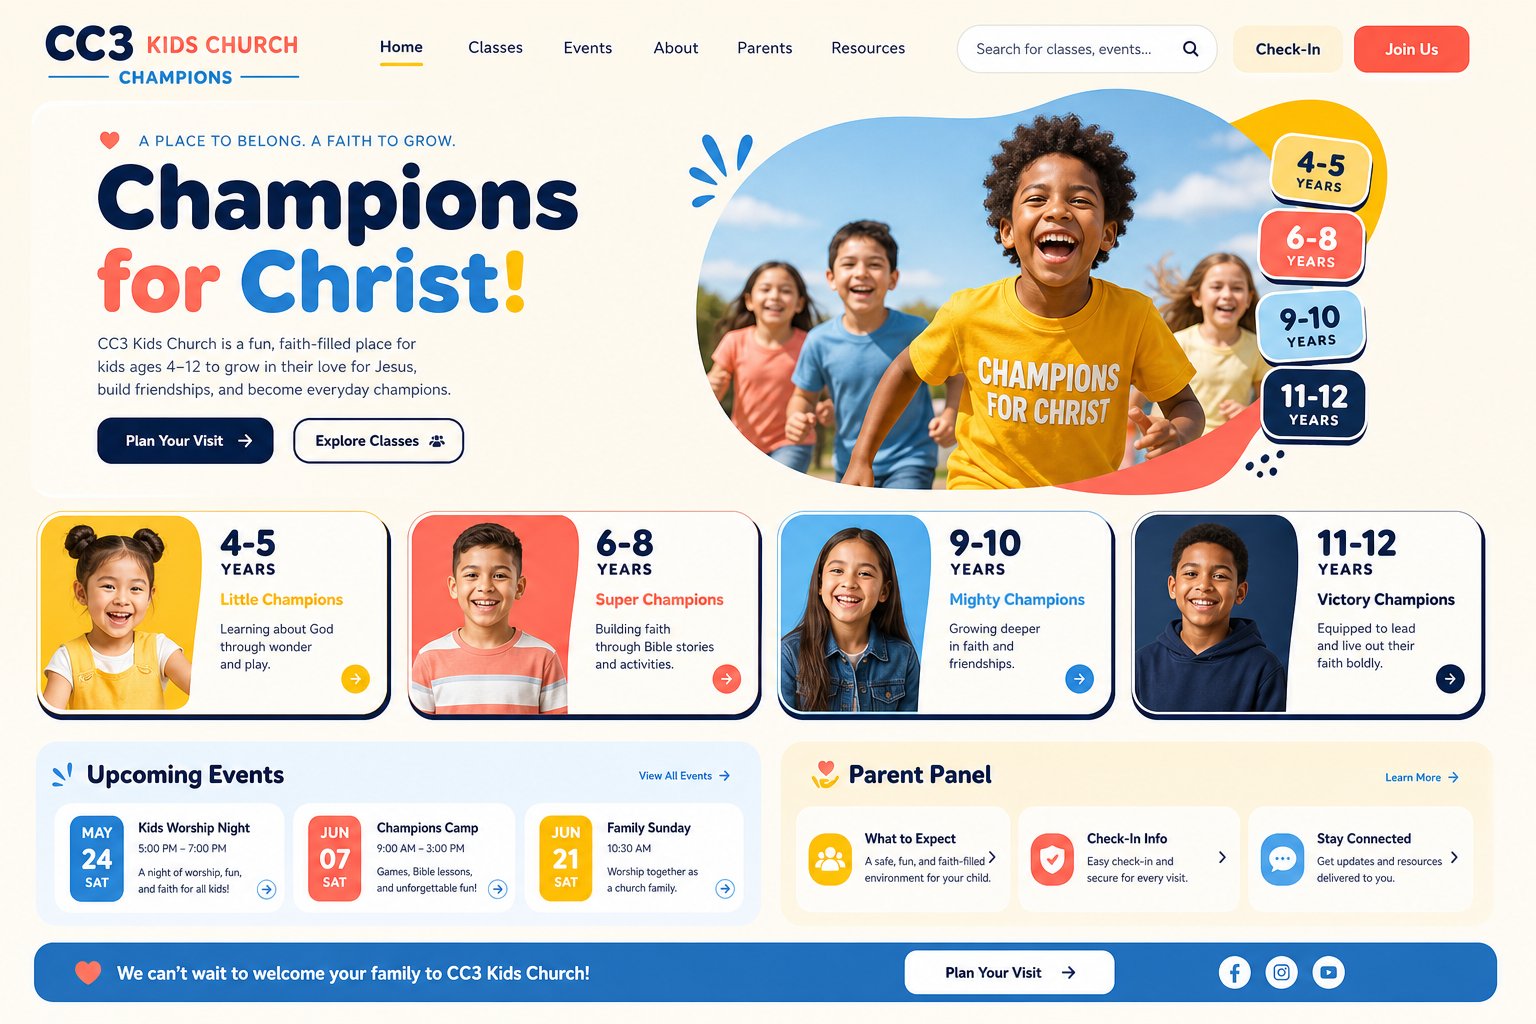 CC3 KIDS CHURCH
CHAMPIONS
Home
Classes
Events
About
Parents
Resources
Search for classes, events...
Check-In
Join Us
A PLACE TO BELONG. A FAITH TO GROW.
Champions
for Christ!
CC3 Kids Church is a fun, faith-filled place for
kids ages 4–12 to grow in their love for Jesus,
build friendships, and become everyday champions.
Plan Your Visit
Explore Classes
CHAMPIONS
FOR CHRIST
4-5
YEARS
6-8
YEARS
9-10
YEARS
11-12
YEARS
4-5
YEARS
Little Champions
Learning about God
through wonder
and play.
6-8
YEARS
Super Champions
Building faith
through Bible stories
and activities.
9-10
YEARS
Mighty Champions
Growing deeper
in faith and
friendships.
11-12
YEARS
Victory Champions
Equipped to lead
and live out their
faith boldly.
Upcoming Events
View All Events
MAY
24
SAT
Kids Worship Night
5:00 PM – 7:00 PM
A night of worship, fun,
and faith for all kids!
JUN
07
SAT
Champions Camp
9:00 AM – 3:00 PM
Games, Bible lessons,
and unforgettable fun!
JUN
21
SAT
Family Sunday
10:30 AM
Worship together as
a church family.
Parent Panel
Learn More
What to Expect
A safe, fun, and faith-filled
environment for your child.
Check-In Info
Easy check-in and
secure for every visit.
Stay Connected
Get updates and resources
delivered to you.
We can't wait to welcome your family to CC3 Kids Church!
Plan Your Visit